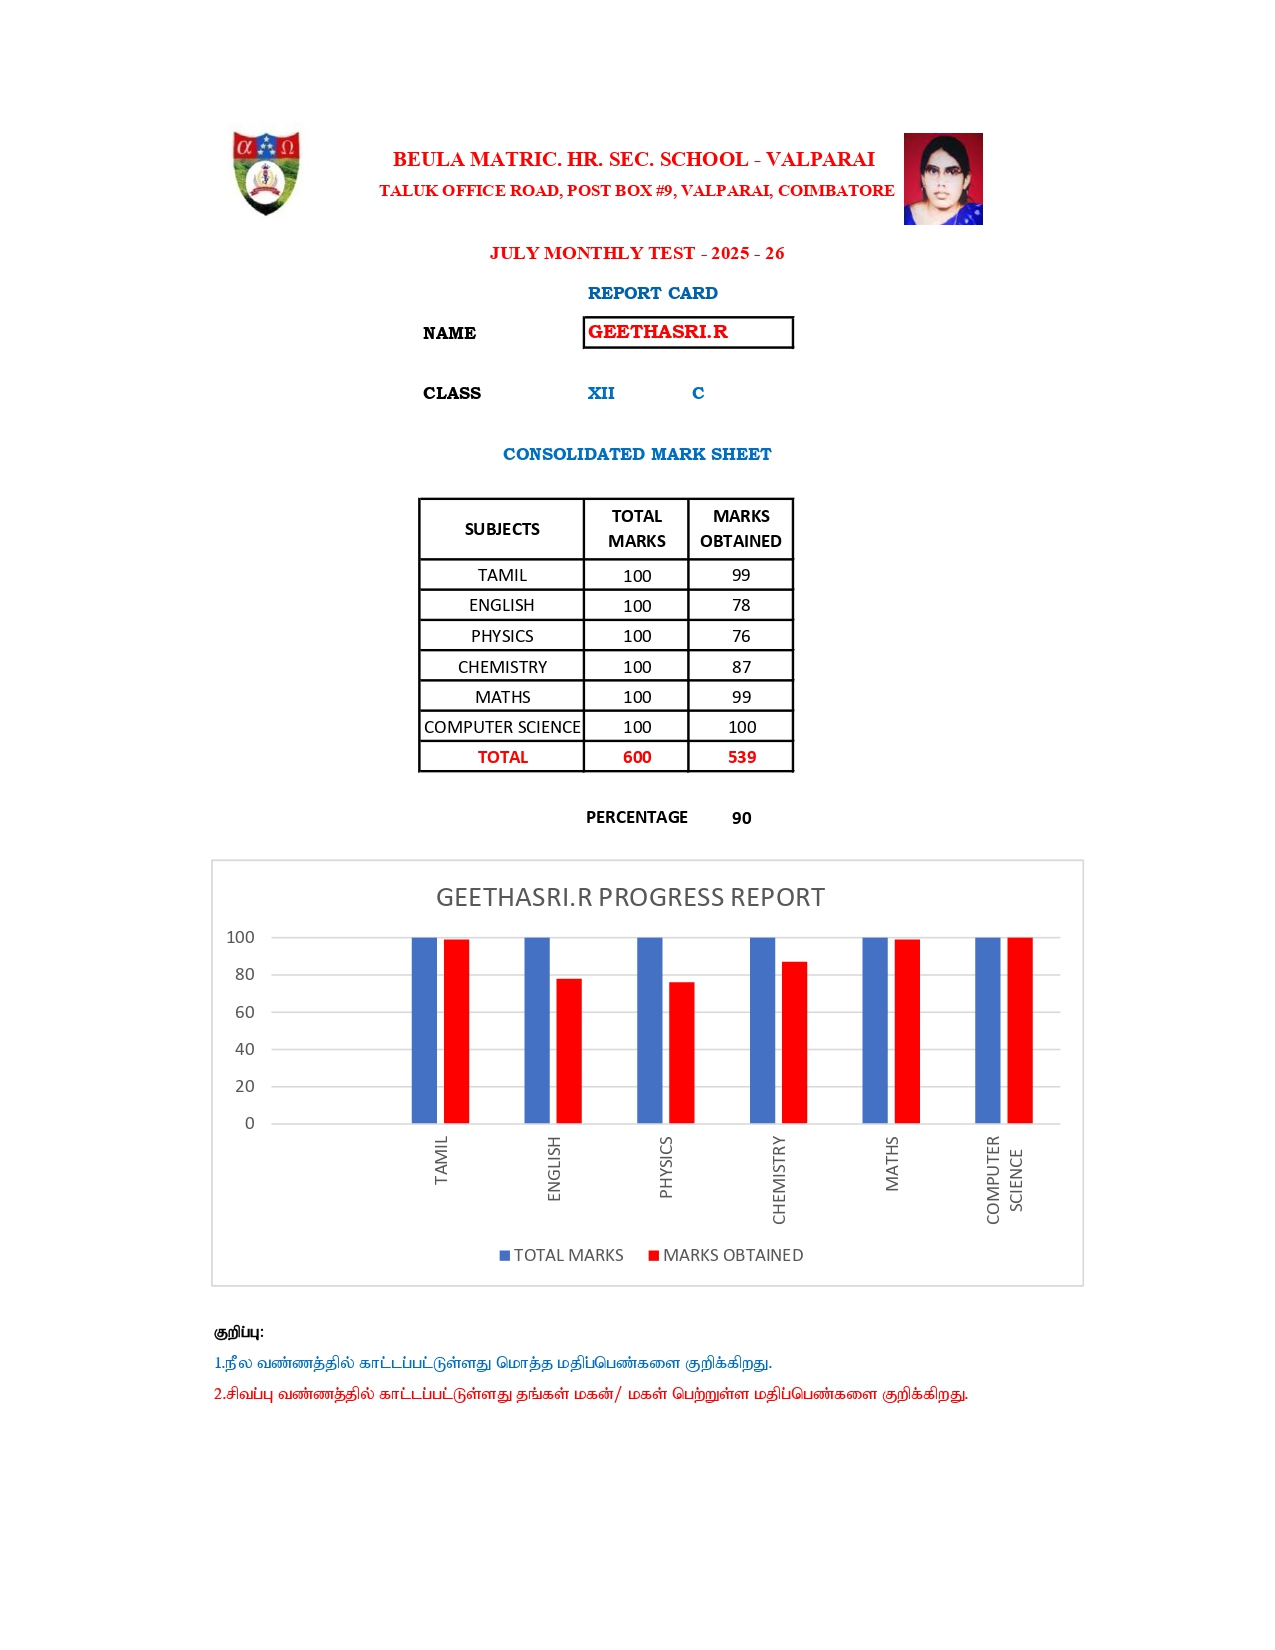 α Ω
BEULA MATRIC. HR. SEC. SCHOOL - VALPARAI
TALUK OFFICE ROAD, POST BOX #9, VALPARAI, COIMBATORE
JULY MONTHLY TEST - 2025 - 26
REPORT CARD
NAME GEETHASRI.R
CLASS XII C
CONSOLIDATED MARK SHEET
SUBJECTS TOTAL MARKS MARKS OBTAINED
TAMIL 100 99
ENGLISH 100 78
PHYSICS 100 76
CHEMISTRY 100 87
MATHS 100 99
COMPUTER SCIENCE 100 100
TOTAL 600 539
PERCENTAGE 90
GEETHASRI.R PROGRESS REPORT
100
80
60
40
20
0
TAMIL
ENGLISH
PHYSICS
CHEMISTRY
MATHS
COMPUTER SCIENCE
TOTAL MARKS MARKS OBTAINED
குறிப்பு:
1.நீல வண்ணத்தில் காட்டப்பட்டுள்ளது மொத்த மதிப்பெண்களை குறிக்கிறது.
2.சிவப்பு வண்ணத்தில் காட்டப்பட்டுள்ளது தங்கள் மகன்/ மகள் பெற்றுள்ள மதிப்பெண்களை குறிக்கிறது.